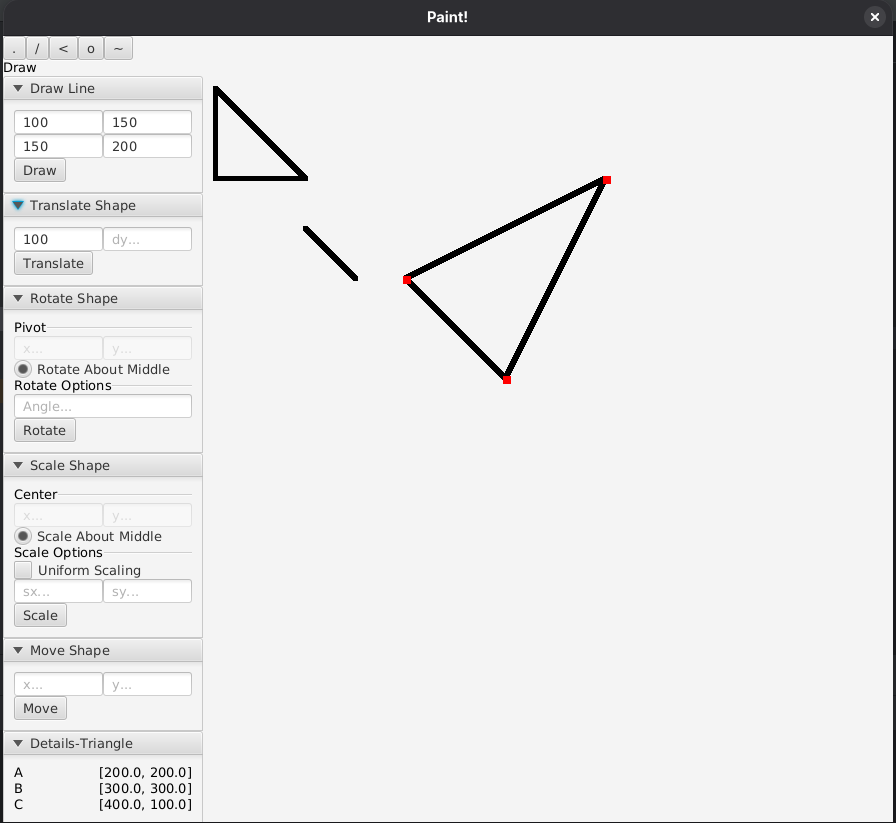 Paint!
. / < o ~
Draw
Draw Line
100 150
150 200
Draw
Translate Shape
100 dy...
Translate
Rotate Shape
Pivot
x... y...
Rotate About Middle
Rotate Options
Angle...
Rotate
Scale Shape
Center
x... y...
Scale About Middle
Scale Options
Uniform Scaling
sx... sy...
Scale
Move Shape
x... y...
Move
Details-Triangle
A [200.0, 200.0]
B [300.0, 300.0]
C [400.0, 100.0]